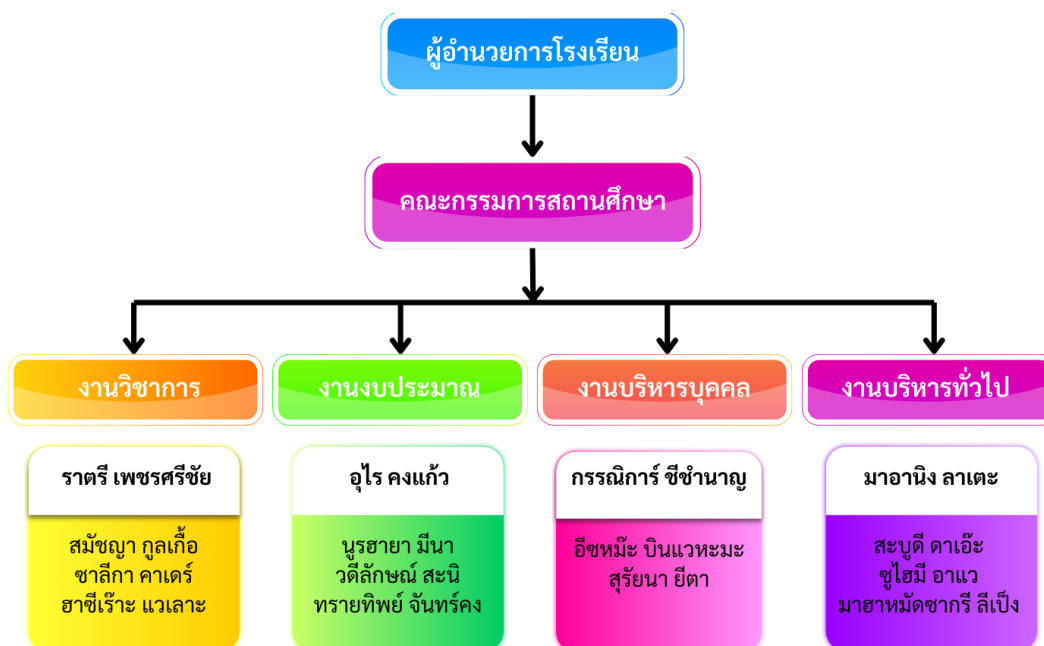 ผู้อำนวยการโรงเรียน
คณะกรรมการสถานศึกษา
งานวิชาการ
งานงบประมาณ
งานบริหารบุคคล
งานบริหารทั่วไป
ราตรี เพชรศรีชัย
อุไร คงแก้ว
กรรณิการ์ ชีชำนาญ
มาอานิง ลาเตะ
สมัชญา กูลเกื้อ
ซาลีกา คาเดร์
ฮาซีเร๊าะ แวเลาะ
นูรฮายา มีนา
วดีลักษณ์ สะนิ
ทรายทิพย์ จันทร์คง
อีซหม๊ะ บินแวหะมะ
สุรัยนา ยีตา
สะบูดี ดาเอ๊ะ
ซูไฮมี อาแว
มาฮาหมัดซากรี ลีเป็ง